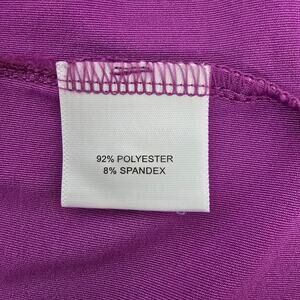 92% POLYESTER
8% SPANDEX